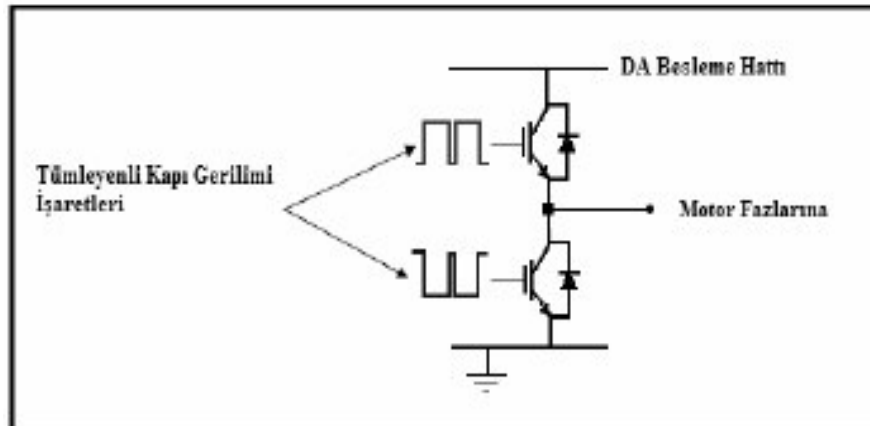 DA Besleme Hattı
Tümleyenli Kapı Gerilimi
İşaretleri
Motor Fazlarına